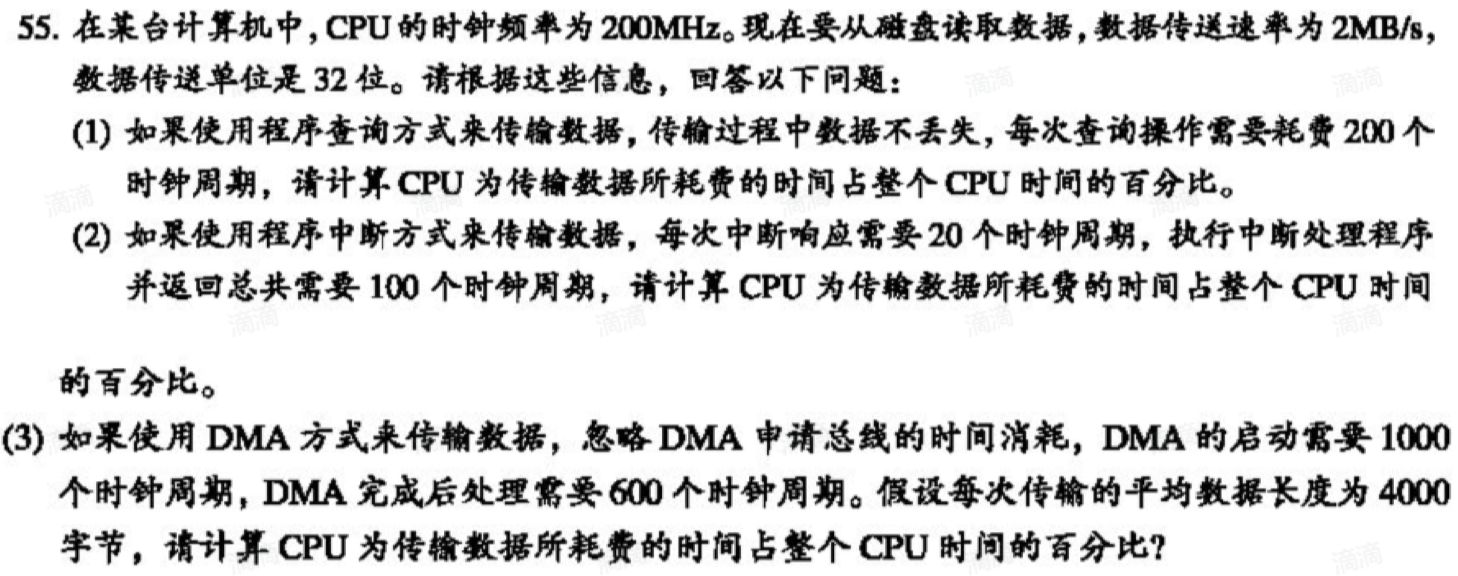 55. 在某台计算机中,CPU的时钟频率为200MHz。现在要从磁盘读取数据,数据传送速率为2MB/s,
数据传送单位是32位。请根据这些信息,回答以下问题:
(1) 如果使用程序查询方式来传输数据,传输过程中数据不丢失,每次查询操作需要耗费200个
时钟周期,请计算CPU为传输数据所耗费的时间占整个CPU时间的百分比。
(2) 如果使用程序中断方式来传输数据,每次中断响应需要20个时钟周期,执行中断处理程序
并返回总共需要100个时钟周期,请计算CPU为传输数据所耗费的时间占整个CPU时间
的百分比。
(3) 如果使用DMA方式来传输数据,忽略DMA申请总线的时间消耗,DMA的启动需要1000
个时钟周期,DMA完成后处理需要600个时钟周期。假设每次传输的平均数据长度为4000
字节,请计算CPU为传输数据所耗费的时间占整个CPU时间的百分比?